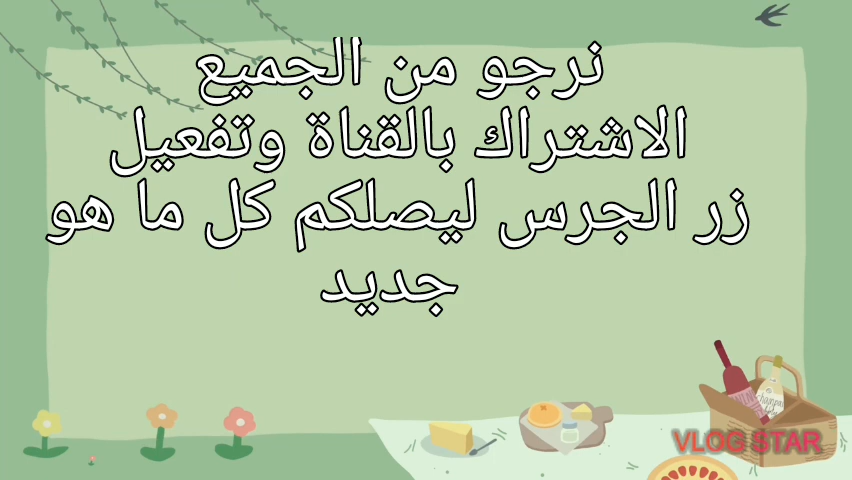 نرجو من الجميع
الاشتراك بالقناة وتفعيل
زر الجرس ليصلكم كل ما هو
جديد
VLOG STAR